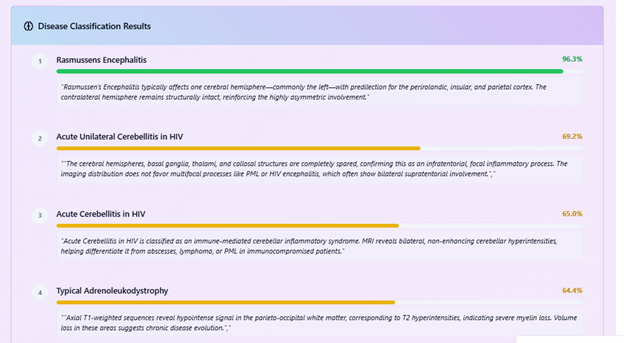 Disease Classification Results
1
Rasmussens Encephalitis
96.3%
"Rasmussen's Encephalitis typically affects one cerebral hemisphere—commonly the left—with predilection for the perirolandic, insular, and parietal cortex. The
contralateral hemisphere remains structurally intact, reinforcing the highly asymmetric involvement."
2
Acute Unilateral Cerebellitis in HIV
69.2%
""The cerebral hemispheres, basal ganglia, thalami, and callosal structures are completely spared, confirming this as an infratentorial, focal inflammatory process. The
imaging distribution does not favor multifocal processes like PML or HIV encephalitis, which often show bilateral supratentorial involvement.","
3
Acute Cerebellitis in HIV
65.0%
"Acute Cerebellitis in HIV is classified as an immune-mediated cerebellar inflammatory syndrome. MRI reveals bilateral, non-enhancing cerebellar hyperintensities,
helping differentiate it from abscesses, lymphoma, or PML in immunocompromised patients."
4
Typical Adrenoleukodystrophy
64.4%
""Axial T1-weighted sequences reveal hypointense signal in the parieto-occipital white matter, corresponding to T2 hyperintensities, indicating severe myelin loss. Volume
loss in these areas suggests chronic disease evolution.","